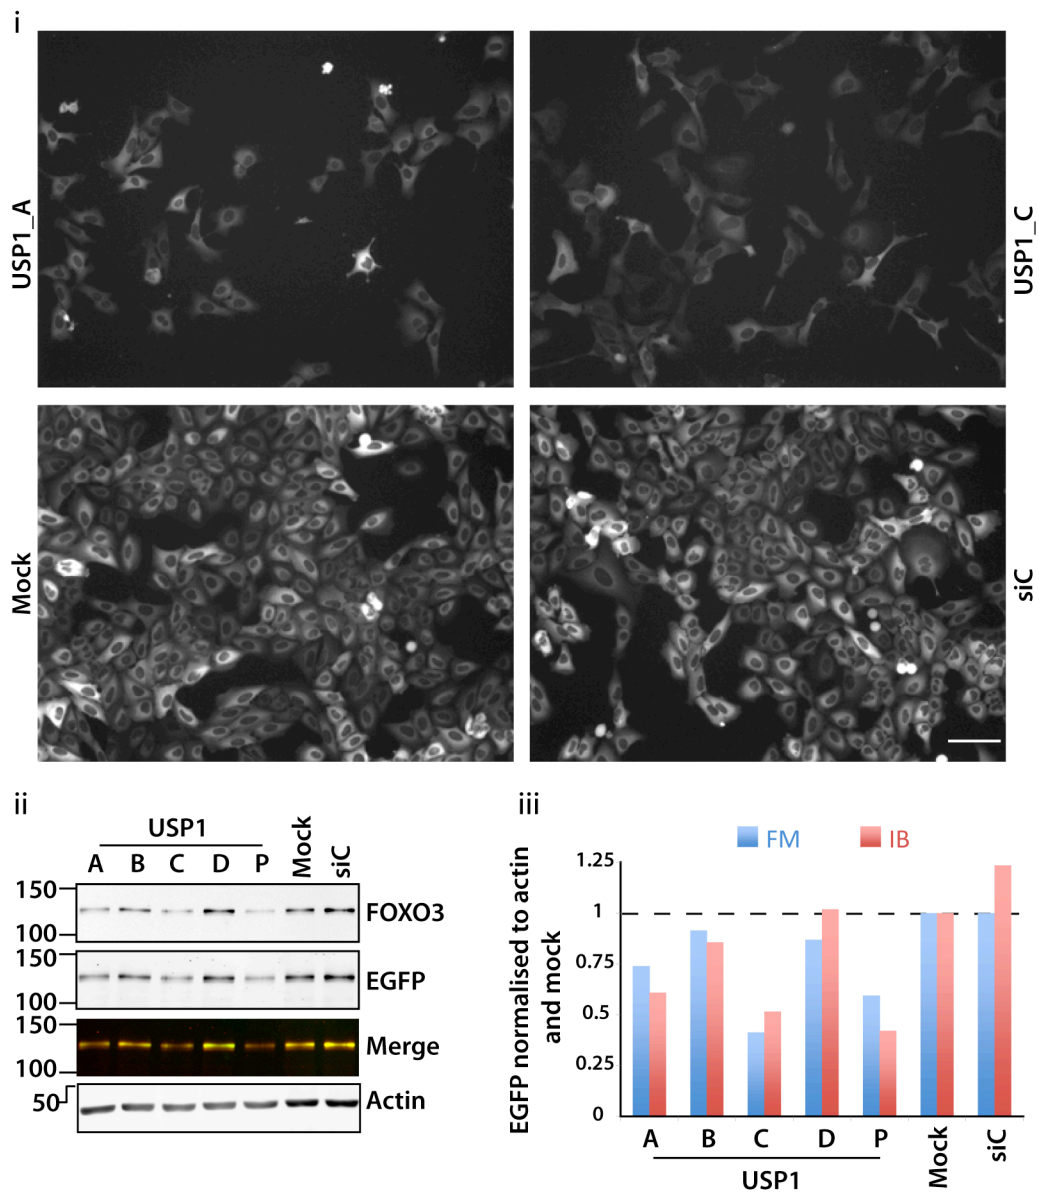 i
USP1_A
USP1_C
Mock
siC
ii
USP1
A B C D P Mock siC
150
100
FOXO3
150
100
EGFP
150
100
Merge
50
Actin
iii
FM IB
EGFP normalised to actin
and mock
1.25
1
0.75
0.5
0.25
0
A B C D P Mock siC
USP1